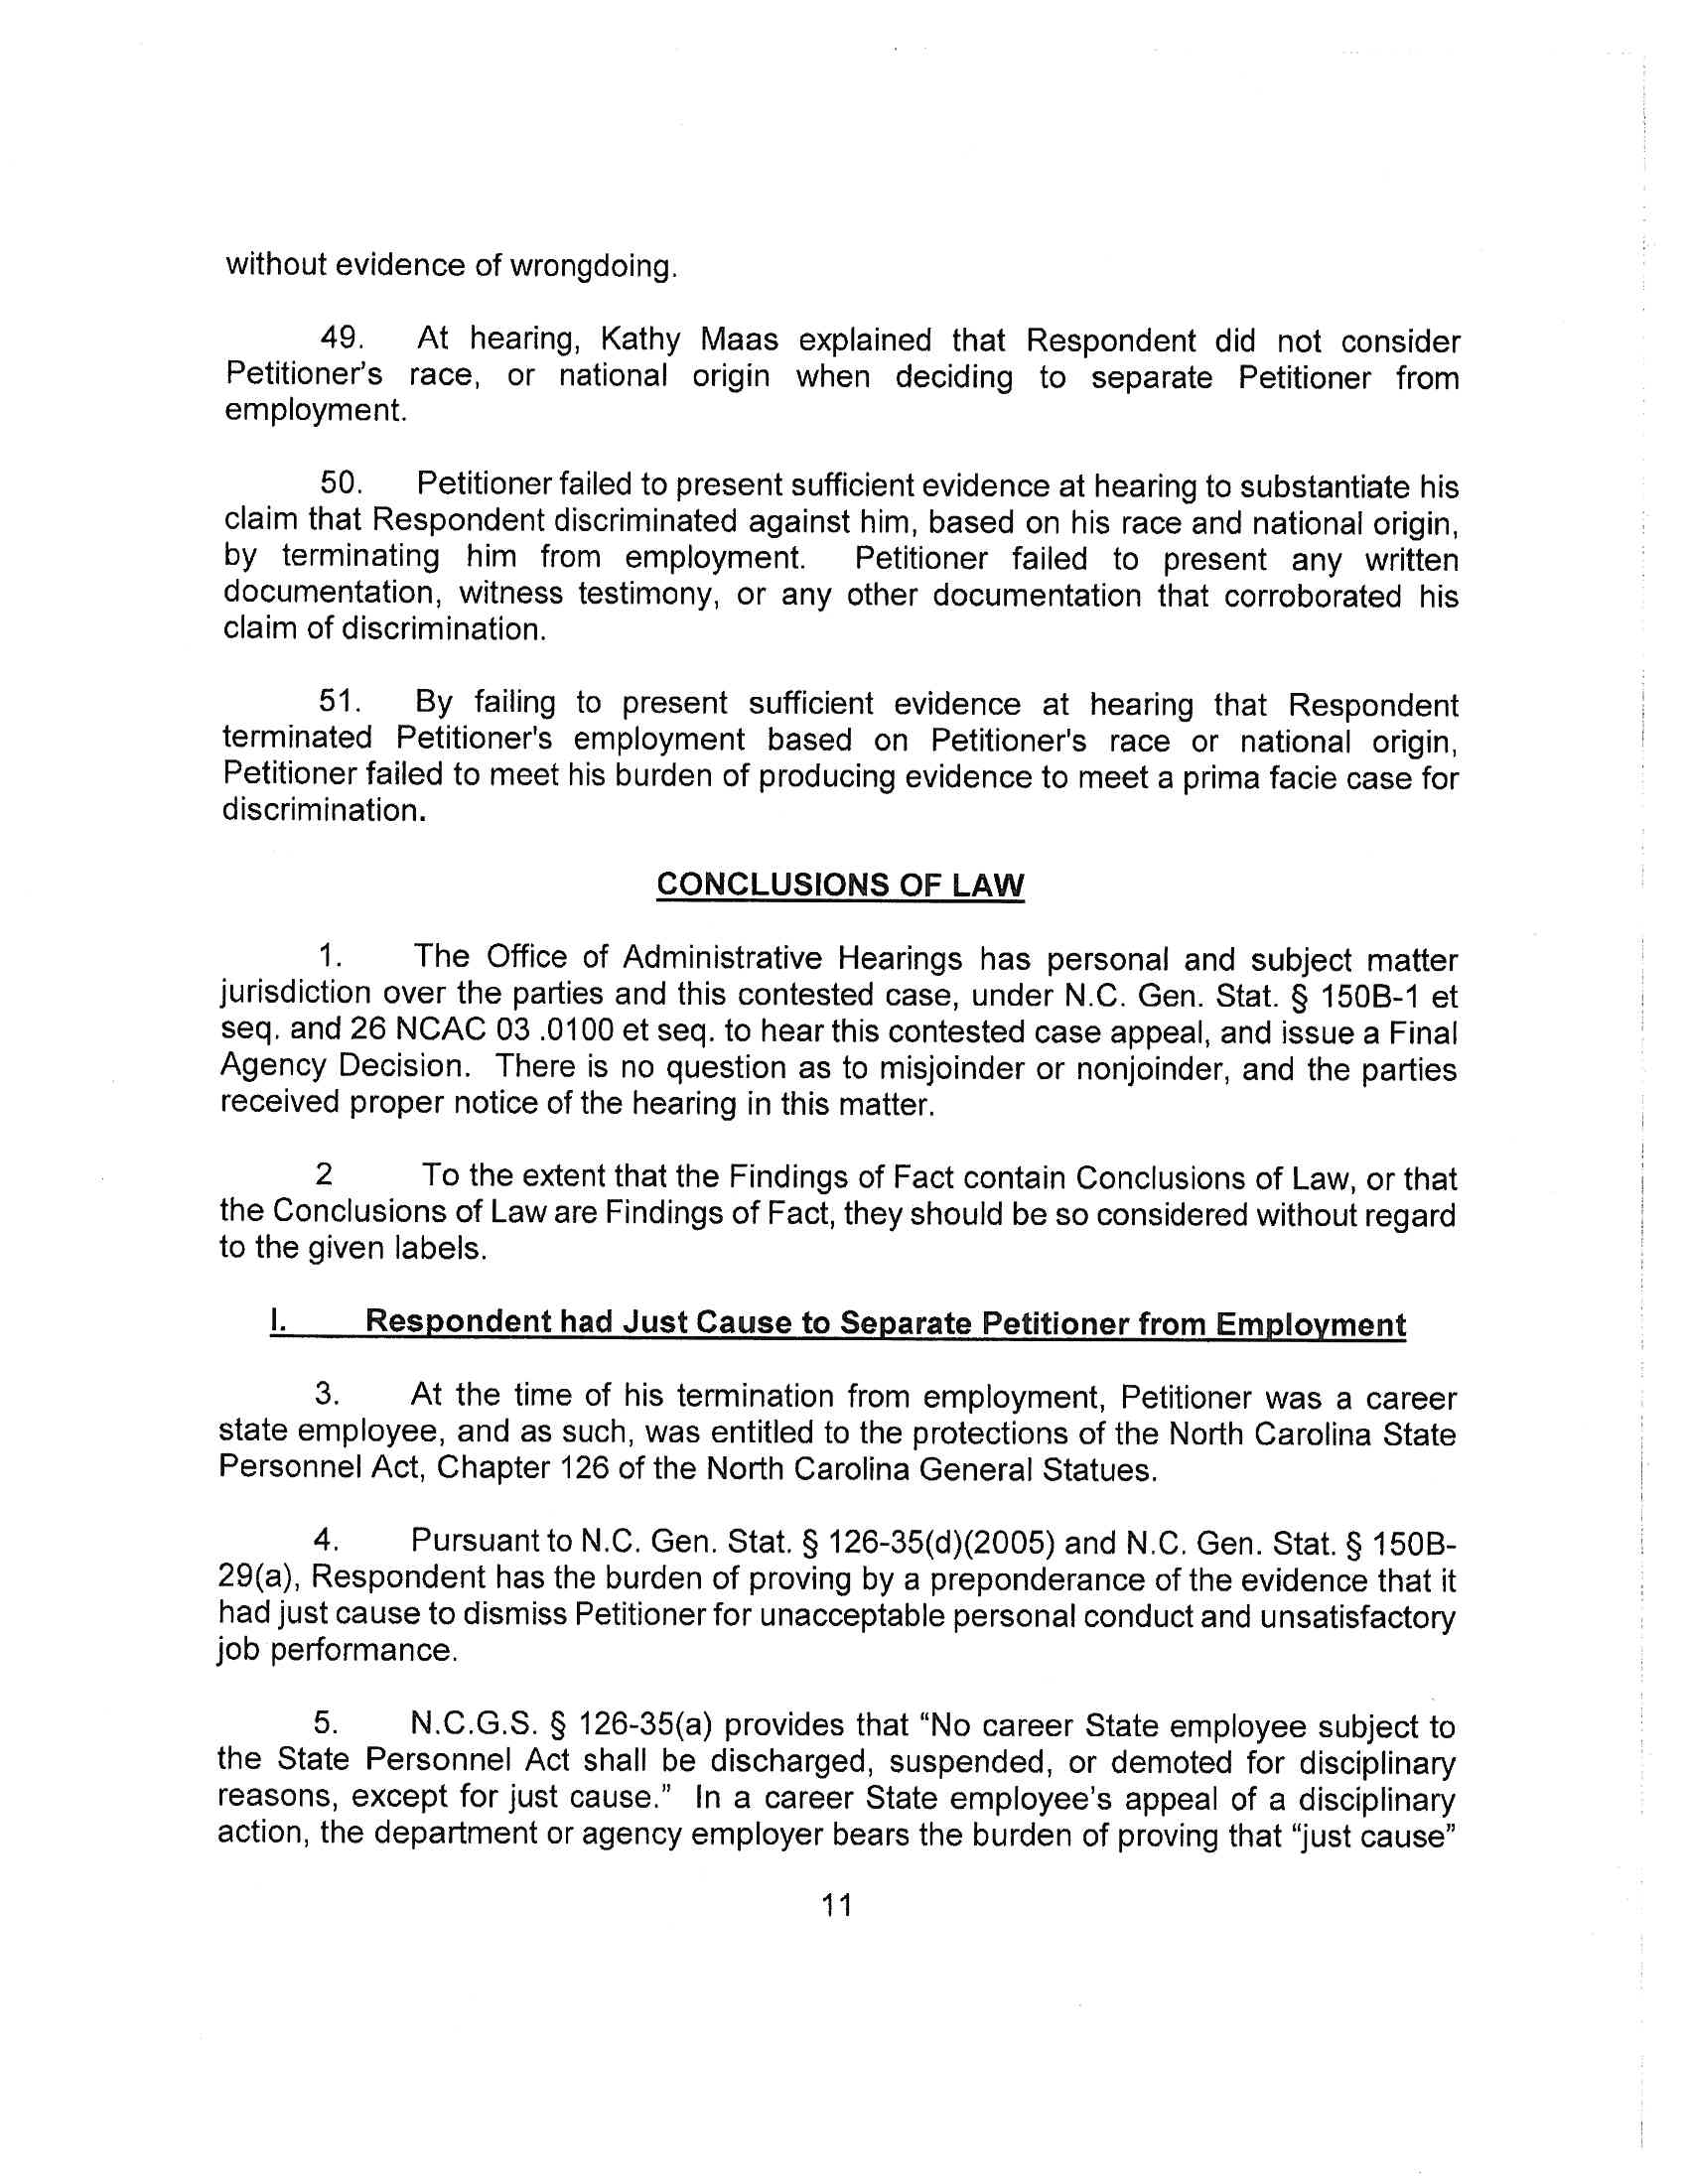 without evidence of wrongdoing.
49. At hearing, Kathy Maas explained that Respondent did not consider
Petitioner's race, or national origin when deciding to separate Petitioner from
employment.
50. Petitioner failed to present sufficient evidence at hearing to substantiate his
claim that Respondent discriminated against him, based on his race and national origin,
by terminating him from employment. Petitioner failed to present any written
documentation, witness testimony, or any other documentation that corroborated his
claim of discrimination.
51. By failing to present sufficient evidence at hearing that Respondent
terminated Petitioner's employment based on Petitioner's race or national origin,
Petitioner failed to meet his burden of producing evidence to meet a prima facie case for
discrimination.
CONCLUSIONS OF LAW
1. The Office of Administrative Hearings has personal and subject matter
jurisdiction over the parties and this contested case, under N.C. Gen. Stat. § 150B-1 et
seq. and 26 NCAC 03 .0100 et seq. to hear this contested case appeal, and issue a Final
Agency Decision. There is no question as to misjoinder or nonjoinder, and the parties
received proper notice of the hearing in this matter.
2 To the extent that the Findings of Fact contain Conclusions of Law, or that
the Conclusions of Law are Findings of Fact, they should be so considered without regard
to the given labels.
I. Respondent had Just Cause to Separate Petitioner from Employment
3. At the time of his termination from employment, Petitioner was a career
state employee, and as such, was entitled to the protections of the North Carolina State
Personnel Act, Chapter 126 of the North Carolina General Statues.
4. Pursuant to N.C. Gen. Stat. § 126-35(d)(2005) and N.C. Gen. Stat. § 150B-
29(a), Respondent has the burden of proving by a preponderance of the evidence that it
had just cause to dismiss Petitioner for unacceptable personal conduct and unsatisfactory
job performance.
5. N.C.G.S. § 126-35(a) provides that “No career State employee subject to
the State Personnel Act shall be discharged, suspended, or demoted for disciplinary
reasons, except for just cause.” In a career State employee's appeal of a disciplinary
action, the department or agency employer bears the burden of proving that “just cause”
11